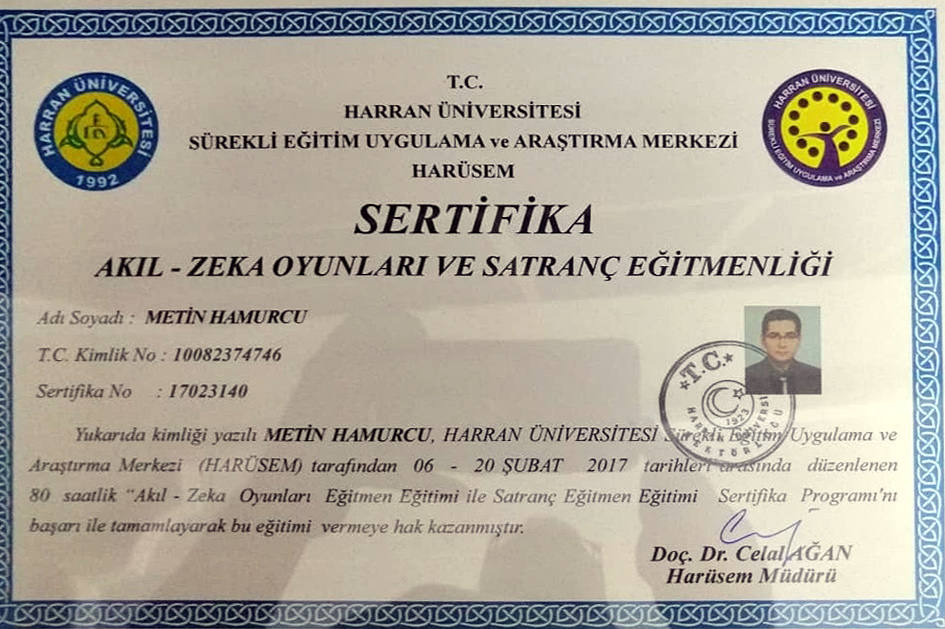 T.C.
HARRAN ÜNİVERSİTESİ
SÜREKLİ EĞİTİM UYGULAMA ve ARAŞTIRMA MERKEZİ
HARÜSEM
HARRAN ÜNİVERSİTESİ
1992
HARRAN ÜNİVERSİTESİ
SÜREKLİ EĞİTİM UYGULAMA ve ARAŞTIRMA MERKEZİ
SERTİFİKA
AKIL - ZEKA OYUNLARI VE SATRANÇ EĞİTMENLİĞİ
Adı Soyadı : METİN HAMURCU
T.C. Kimlik No : 10082374746
Sertifika No : 17023140
T.C.
1923
Yukarıda kimliği yazılı METİN HAMURCU, HARRAN ÜNİVERSİTESİ Sürekli Eğitim Uygulama ve
Araştırma Merkezi (HARÜSEM) tarafından 06 - 20 ŞUBAT 2017 tarihleri arasında düzenlenen
80 saatlik “Akıl - Zeka Oyunları Eğitmen Eğitimi ile Satranç Eğitmen Eğitimi Sertifika Programı'nı
başarı ile tamamlayarak bu eğitimi vermeye hak kazanmıştır.
Doç. Dr. Celal AĞAN
Harüsem Müdürü